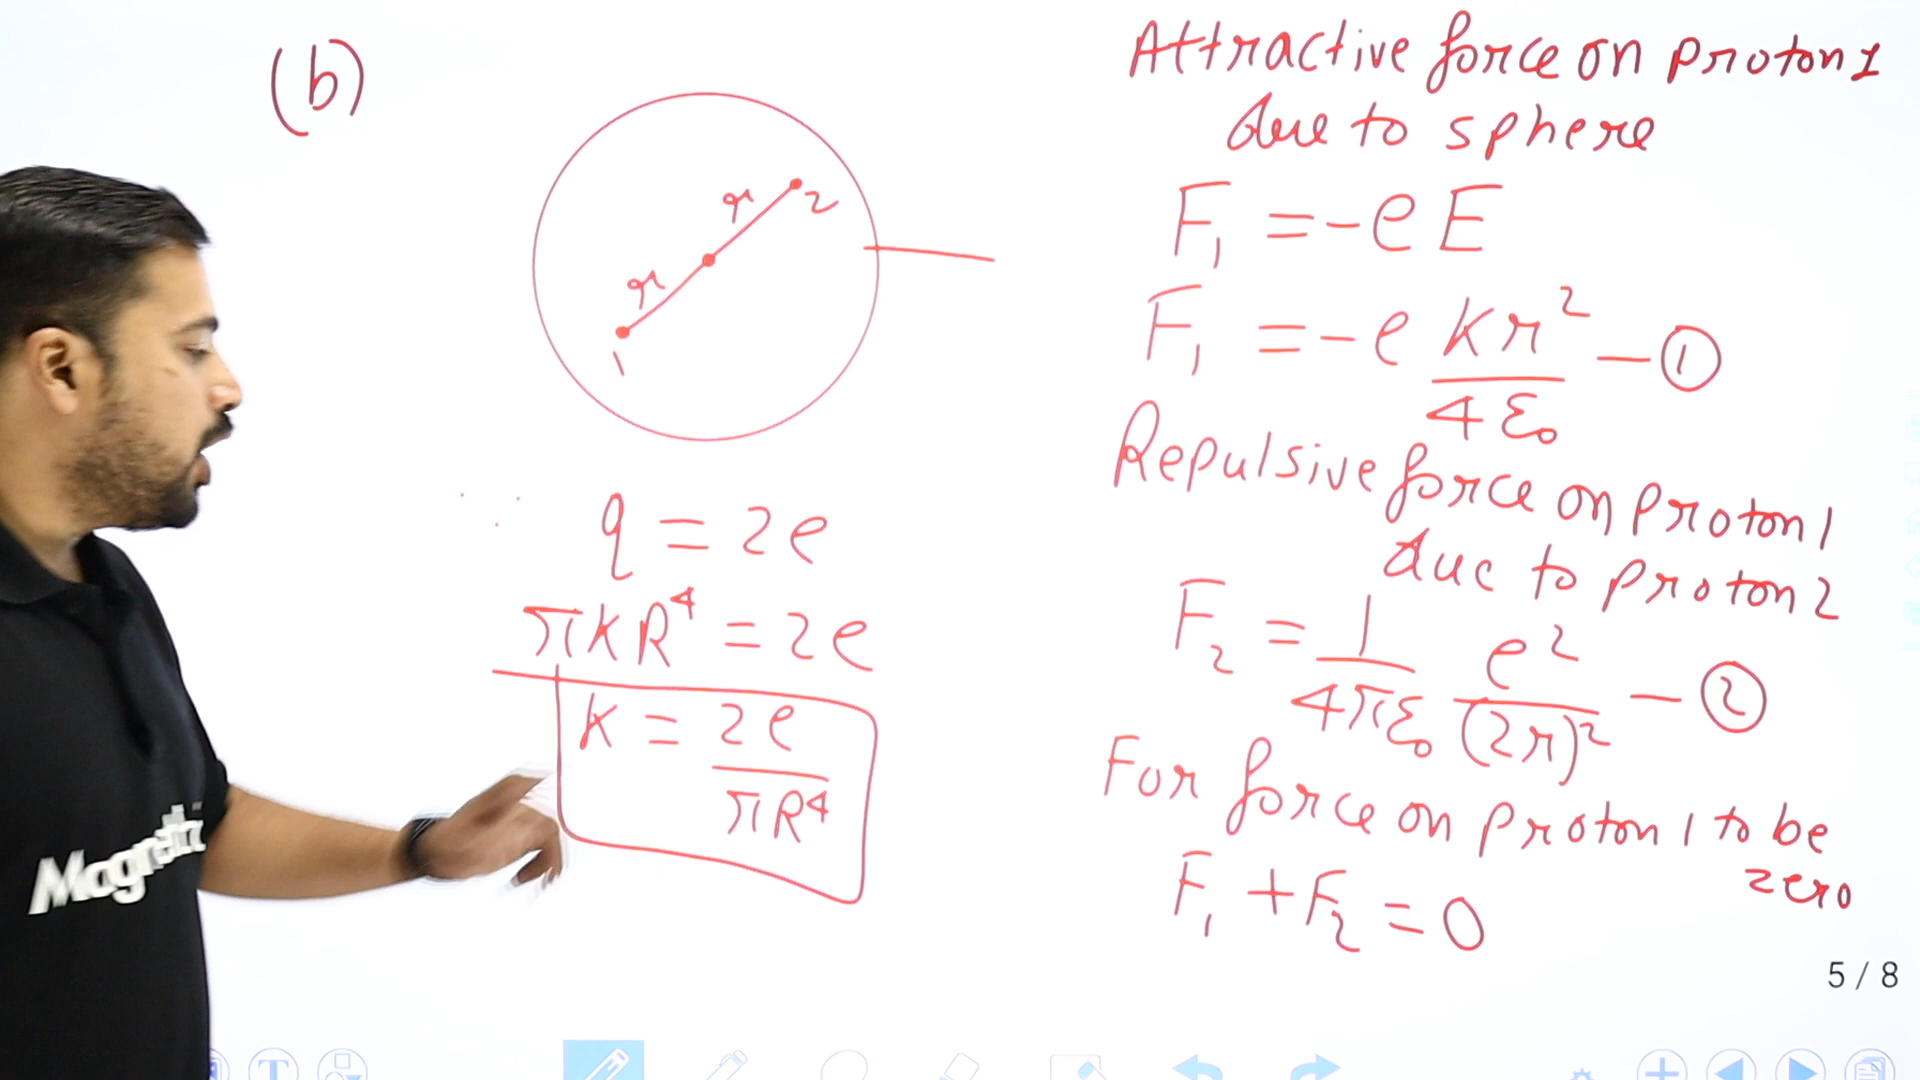 (b)
r 2
r
1
q = 2e
πKR⁴ = 2e
K = 2e/πR⁴
Attractive force on proton 1
due to sphere
F₁ = -eE
F₁ = -e kr²/4ε₀ - ①
Repulsive force on proton 1
due to proton 2
F₂ = 1/4πε₀ e²/(2r)² - ②
For force on proton 1 to be
zero
F₁ + F₂ = 0
5 / 8
T